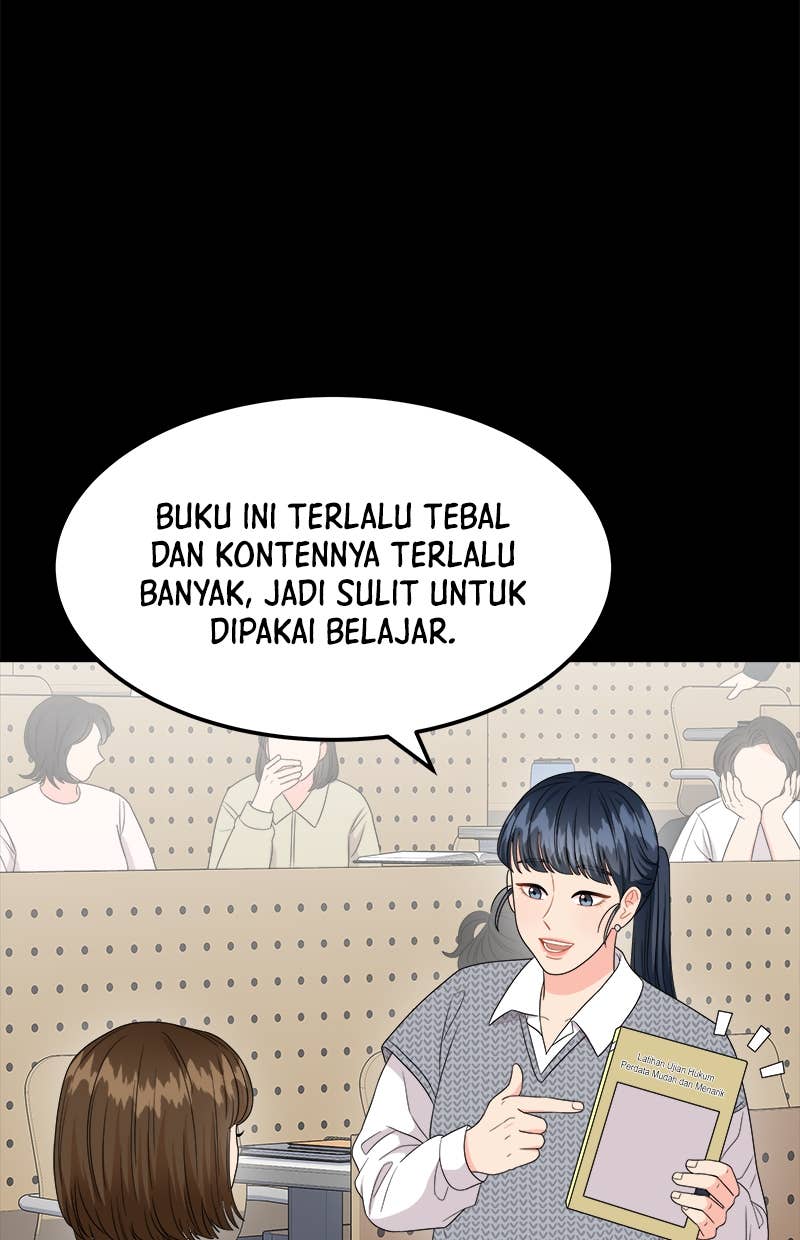 BUKU INI TERLALU TEBAL
DAN KONTENNYA TERLALU
BANYAK, JADI SULIT UNTUK
DIPAKAI BELAJAR.
Latihan Ujian Hukum
Perdata Mudah dan Menarik